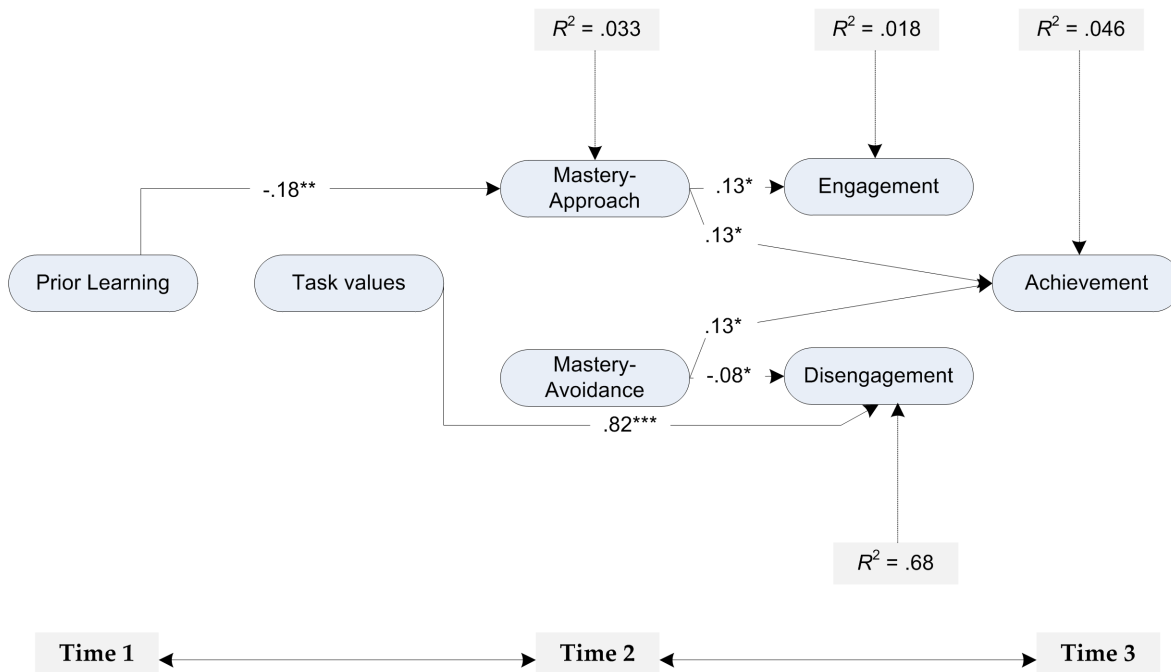 R² = .033
R² = .018
R² = .046
Mastery-
Approach
-.18**
.13*
Engagement
.13*
Prior Learning
Task values
Achievement
.13*
Mastery-
Avoidance
-.08*
Disengagement
.82***
R² = .68
Time 1
Time 2
Time 3